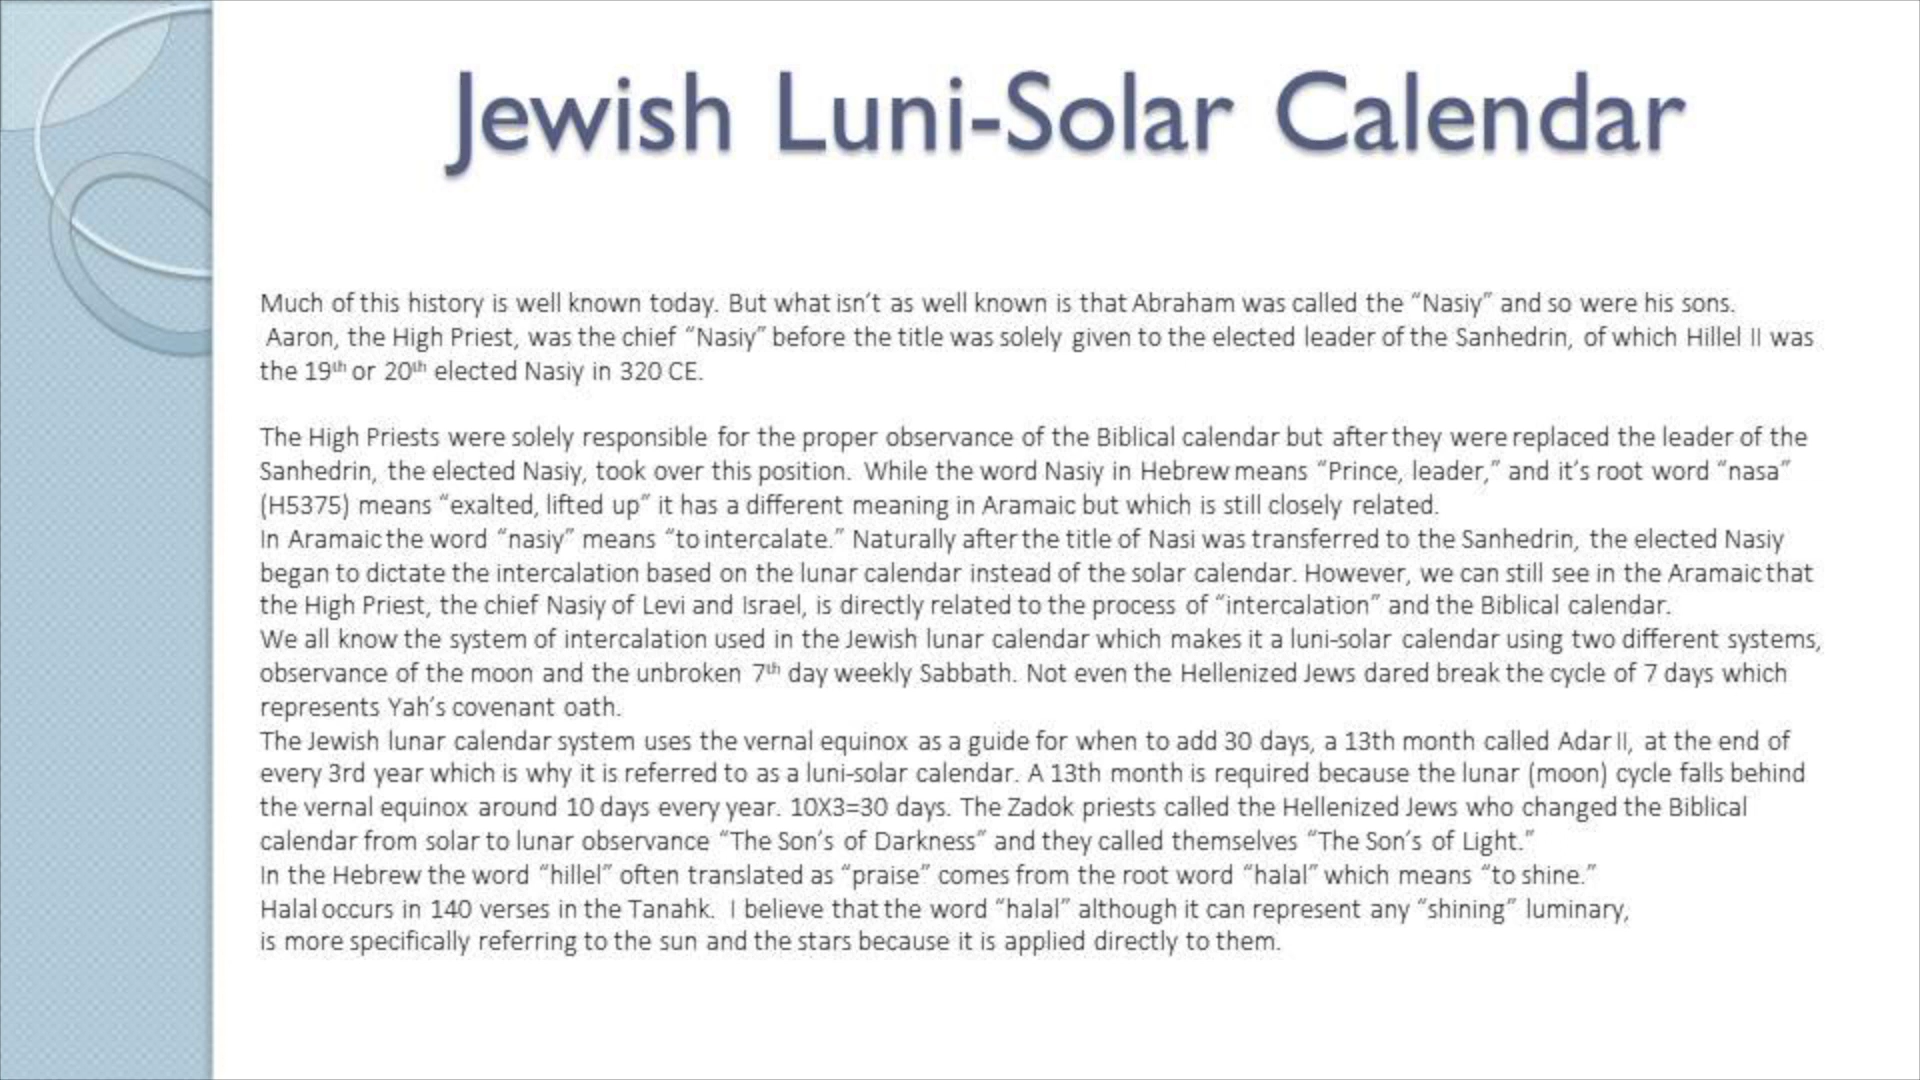 Jewish Luni-Solar Calendar
Much of this history is well known today. But what isn't as well known is that Abraham was called the “Nasiy” and so were his sons.
Aaron, the High Priest, was the chief “Nasiy” before the title was solely given to the elected leader of the Sanhedrin, of which Hillel II was
the 19th or 20th elected Nasiy in 320 CE.
The High Priests were solely responsible for the proper observance of the Biblical calendar but after they were replaced the leader of the
Sanhedrin, the elected Nasiy, took over this position. While the word Nasiy in Hebrew means “Prince, leader,” and it's root word “nasa”
(H5375) means “exalted, lifted up” it has a different meaning in Aramaic but which is still closely related.
In Aramaic the word “nasiy” means “to intercalate.” Naturally after the title of Nasi was transferred to the Sanhedrin, the elected Nasiy
began to dictate the intercalation based on the lunar calendar instead of the solar calendar. However, we can still see in the Aramaic that
the High Priest, the chief Nasiy of Levi and Israel, is directly related to the process of “intercalation” and the Biblical calendar.
We all know the system of intercalation used in the Jewish lunar calendar which makes it a luni-solar calendar using two different systems,
observance of the moon and the unbroken 7th day weekly Sabbath. Not even the Hellenized Jews dared break the cycle of 7 days which
represents Yah's covenant oath.
The Jewish lunar calendar system uses the vernal equinox as a guide for when to add 30 days, a 13th month called Adar II, at the end of
every 3rd year which is why it is referred to as a luni-solar calendar. A 13th month is required because the lunar (moon) cycle falls behind
the vernal equinox around 10 days every year. 10X3=30 days. The Zadok priests called the Hellenized Jews who changed the Biblical
calendar from solar to lunar observance “The Son's of Darkness” and they called themselves “The Son's of Light.”
In the Hebrew the word “hillel” often translated as “praise” comes from the root word “halal” which means “to shine.”
Halal occurs in 140 verses in the Tanahk. I believe that the word “halal” although it can represent any “shining” luminary,
is more specifically referring to the sun and the stars because it is applied directly to them.